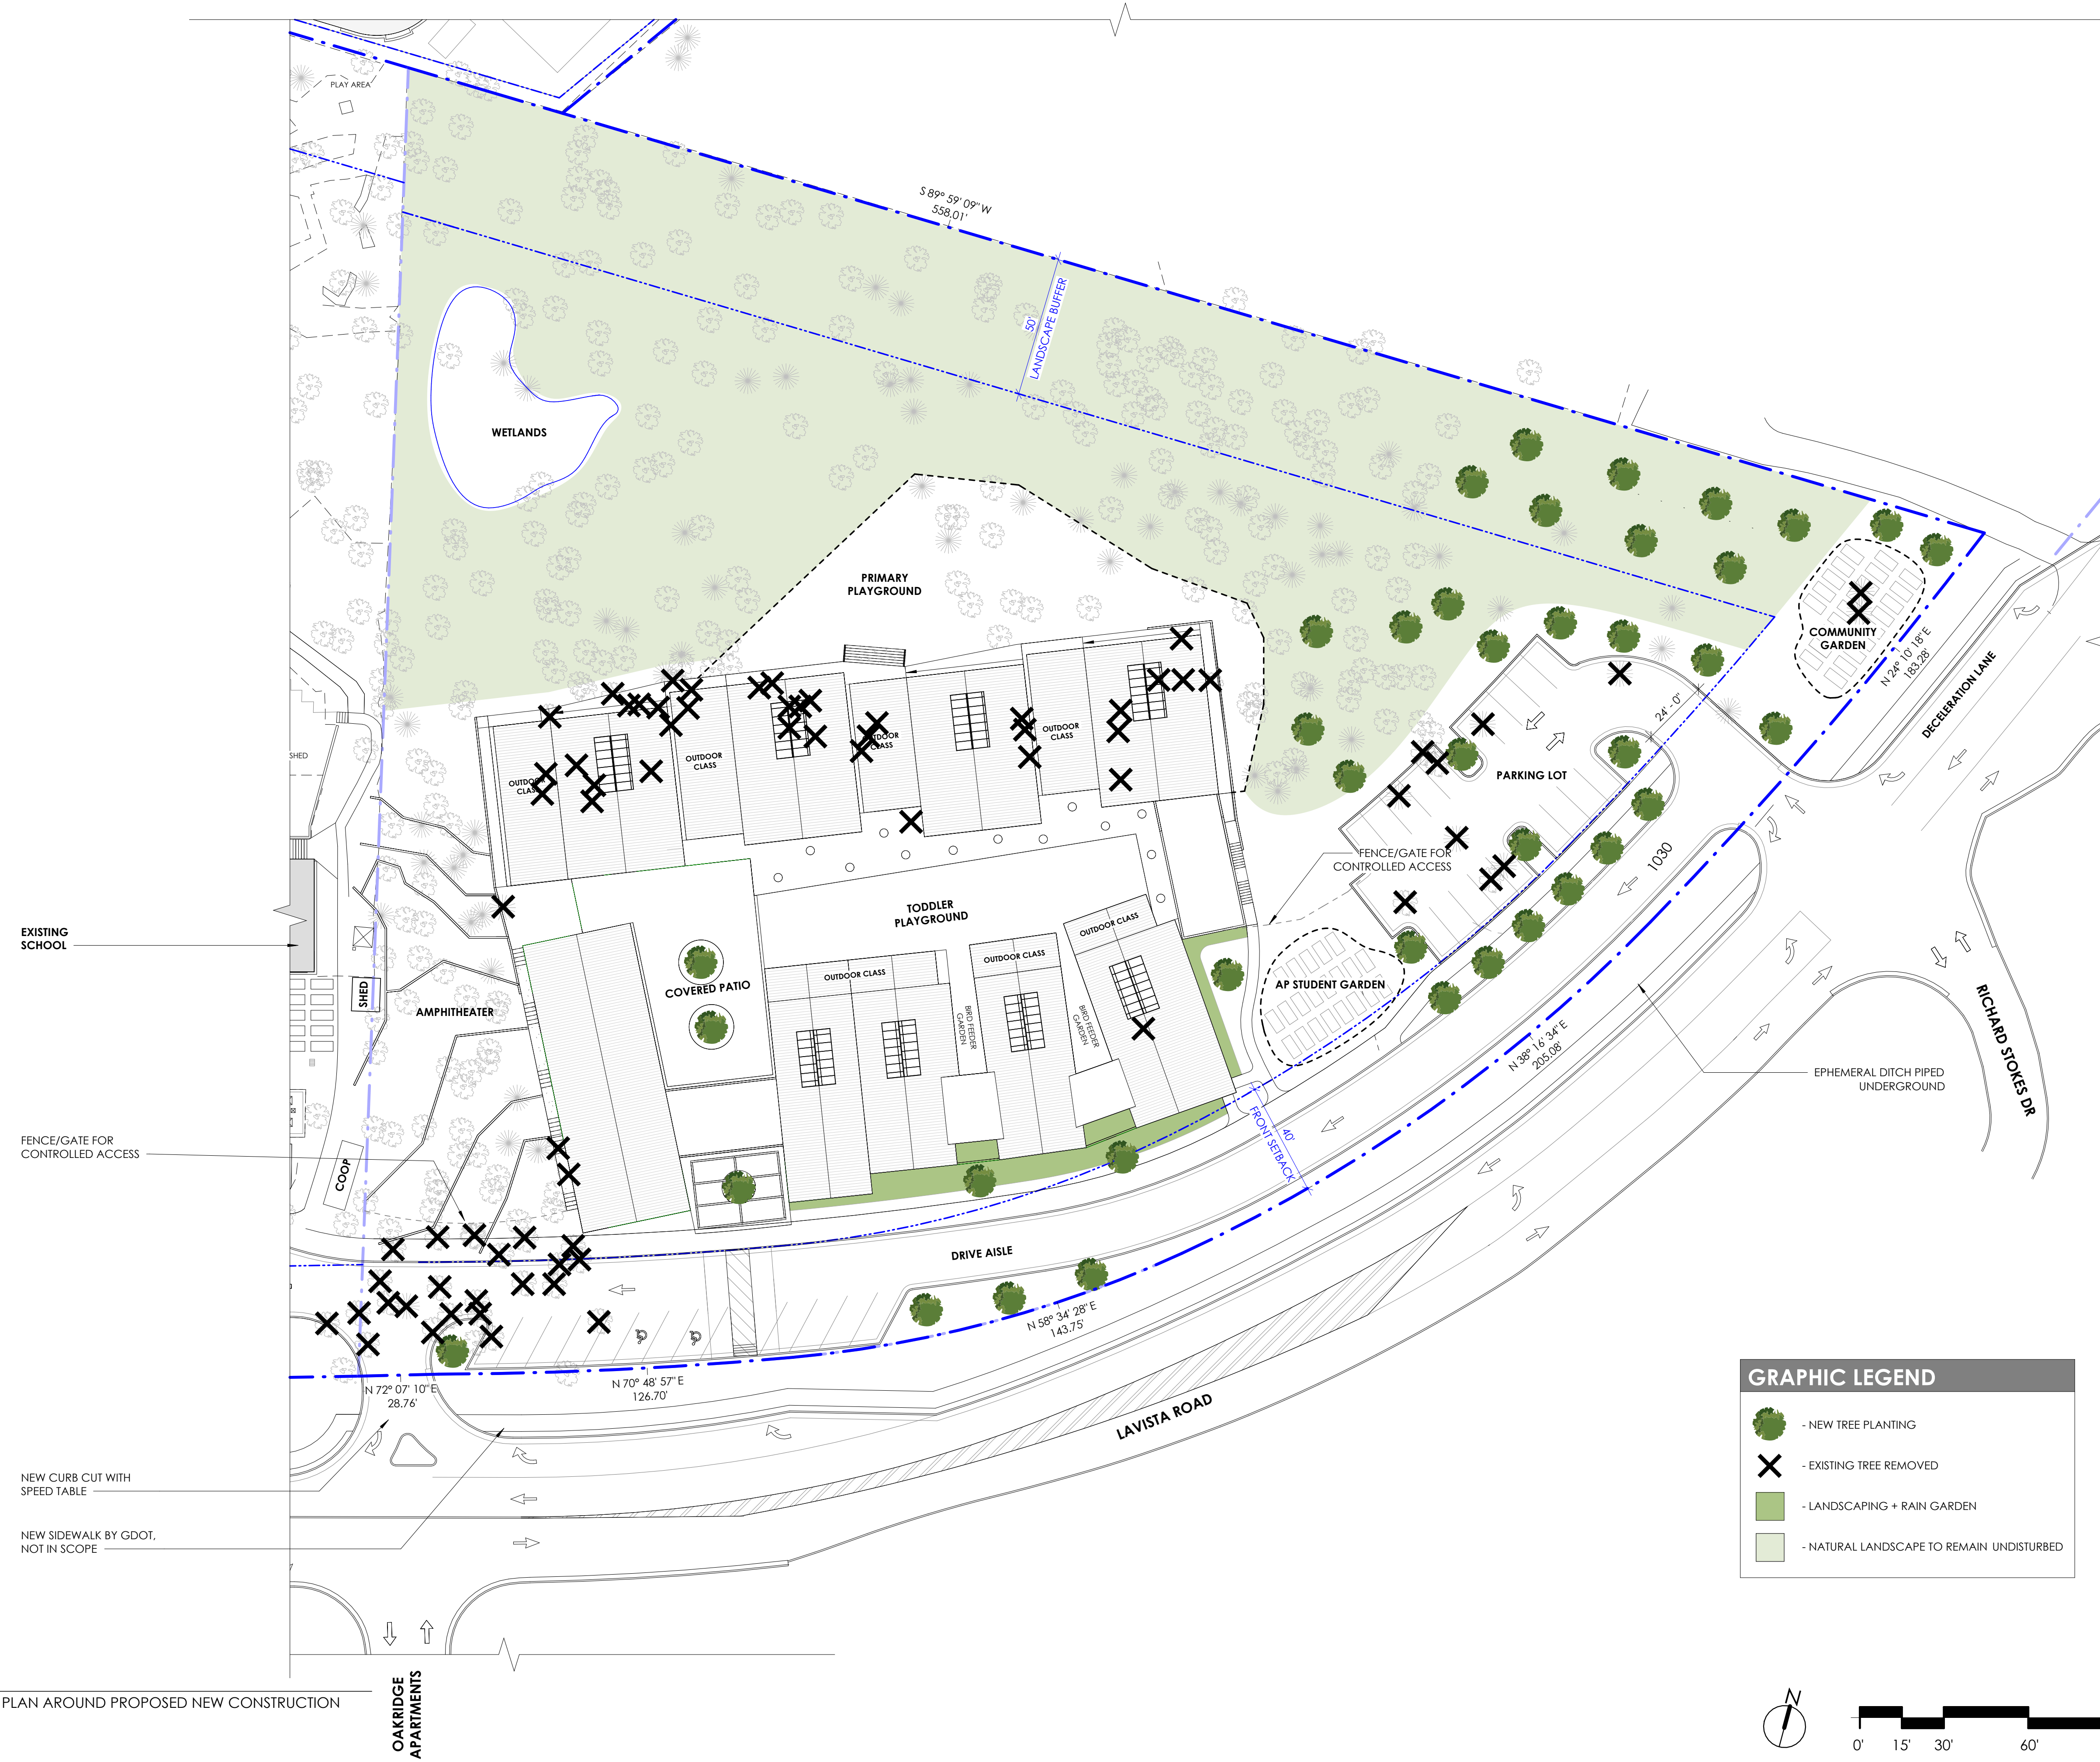 PLAY AREA
S 89° 59' 09" W
558.01'
50'
LANDSCAPE BUFFER
WETLANDS
PRIMARY
PLAYGROUND
COMMUNITY
GARDEN
N 24° 10' 18" E
183.28'
DECELERATION LANE
24' - 0"
SHED
OUTDOOR
CLASS
OUTDOOR
CLASS
OUTDOOR
CLASS
OUTDOOR
CLASS
PARKING LOT
1030
FENCE/GATE FOR
CONTROLLED ACCESS
EXISTING
SCHOOL
TODDLER
PLAYGROUND
OUTDOOR CLASS
OUTDOOR CLASS
OUTDOOR CLASS
COVERED PATIO
SHED
AMPHITHEATER
BIRD FEEDER
GARDEN
BIRD FEEDER
GARDEN
AP STUDENT GARDEN
RICHARD STOKES DR
N 38° 16' 34" E
205.08'
EPHEMERAL DITCH PIPED
UNDERGROUND
FENCE/GATE FOR
CONTROLLED ACCESS
COOP
40'
FRONT SETBACK
DRIVE AISLE
N 58° 34' 28" E
143.75'
N 72° 07' 10" E
28.76'
N 70° 48' 57" E
126.70'
LAVISTA ROAD
NEW CURB CUT WITH
SPEED TABLE
NEW SIDEWALK BY GDOT,
NOT IN SCOPE
GRAPHIC LEGEND
- NEW TREE PLANTING
- EXISTING TREE REMOVED
- LANDSCAPING + RAIN GARDEN
- NATURAL LANDSCAPE TO REMAIN UNDISTURBED
OAKRIDGE
APARTMENTS
PLAN AROUND PROPOSED NEW CONSTRUCTION
N
0' 15' 30' 60'